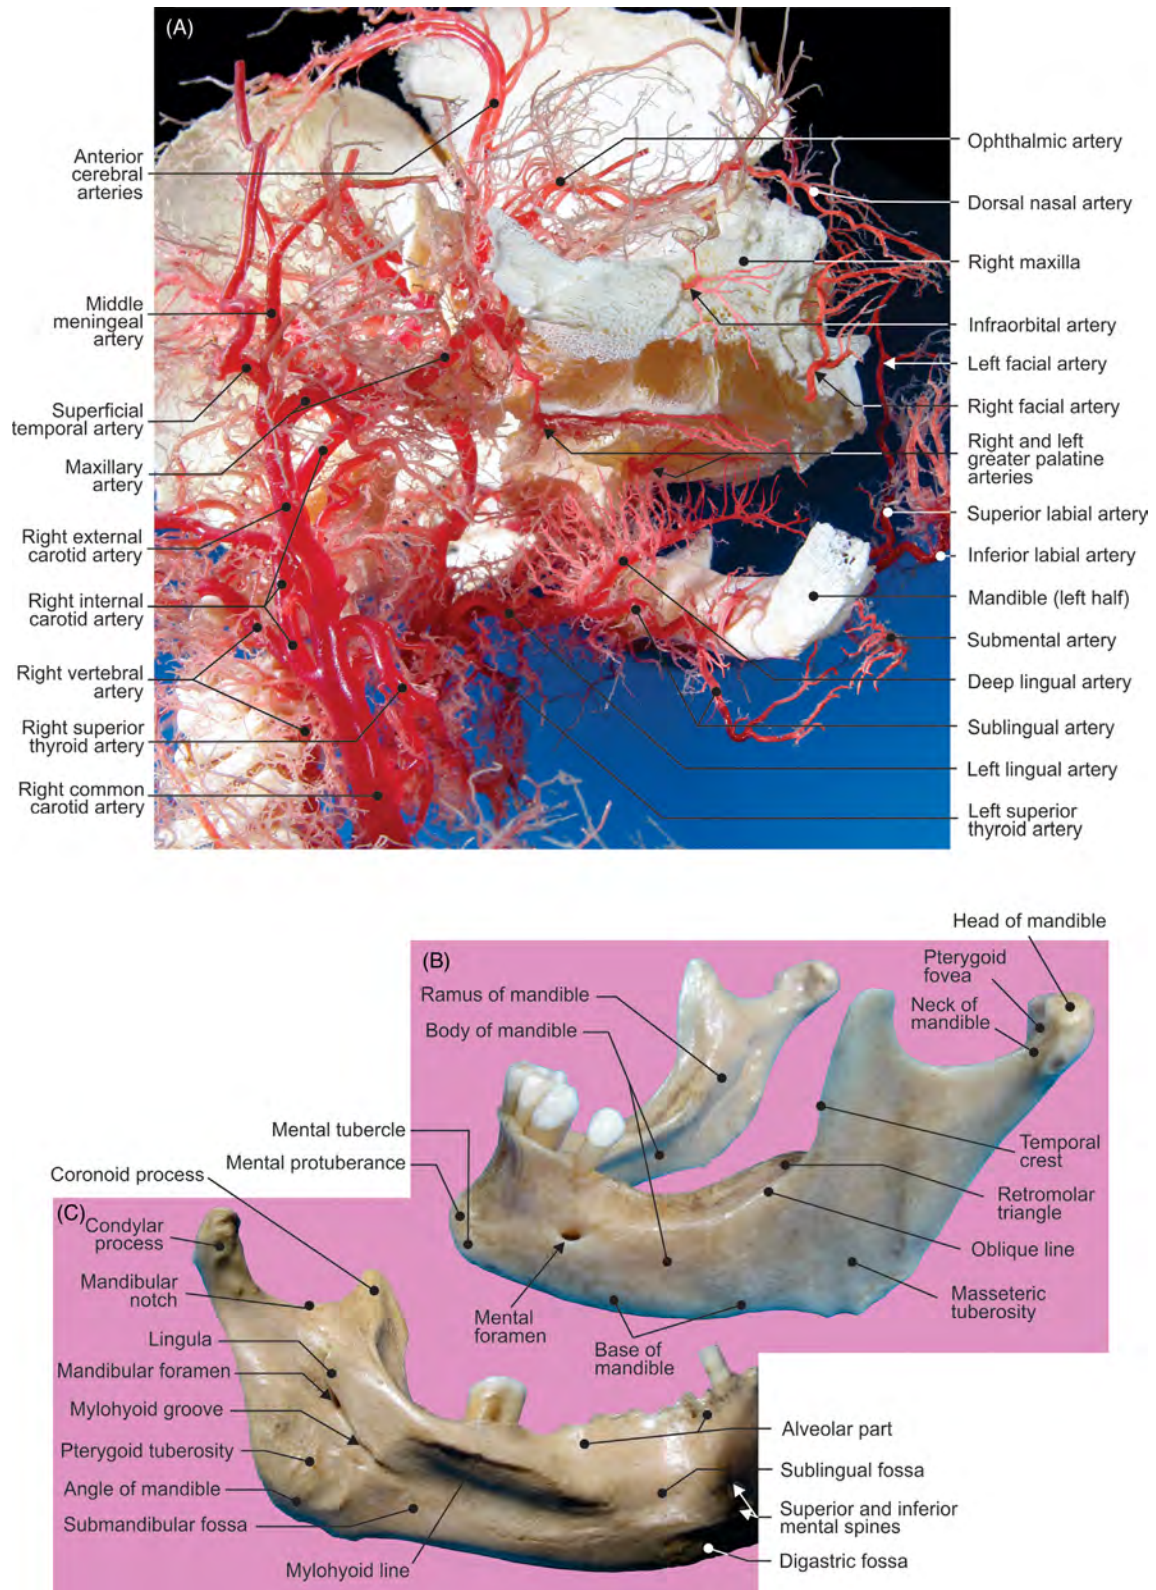 (A)
Anterior
cerebral
arteries
Middle
meningeal
artery
Superficial
temporal artery
Maxillary
artery
Right external
carotid artery
Right internal
carotid artery
Right vertebral
artery
Right superior
thyroid artery
Right common
carotid artery
Ophthalmic artery
Dorsal nasal artery
Right maxilla
Infraorbital artery
Left facial artery
Right facial artery
Right and left
greater palatine
arteries
Superior labial artery
Inferior labial artery
Mandible (left half)
Submental artery
Deep lingual artery
Sublingual artery
Left lingual artery
Left superior
thyroid artery
(B)
Head of mandible
Pterygoid
fovea
Neck of
mandible
Ramus of mandible
Body of mandible
Mental tubercle
Mental protuberance
Temporal
crest
Retromolar
triangle
Oblique line
Masseteric
tuberosity
Mental
foramen
Base of
mandible
(C)
Coronoid process
Condylar
process
Mandibular
notch
Lingula
Mandibular foramen
Mylohyoid groove
Pterygoid tuberosity
Angle of mandible
Submandibular fossa
Mylohyoid line
Alveolar part
Sublingual fossa
Superior and inferior
mental spines
Digastric fossa